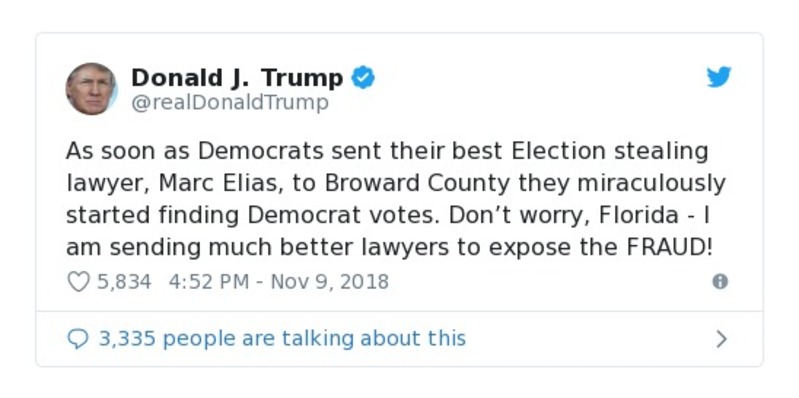 Donald J. Trump
@realDonaldTrump
As soon as Democrats sent their best Election stealing
lawyer, Marc Elias, to Broward County they miraculously
started finding Democrat votes. Don’t worry, Florida - I
am sending much better lawyers to expose the FRAUD!
5,834 4:52 PM - Nov 9, 2018
3,335 people are talking about this